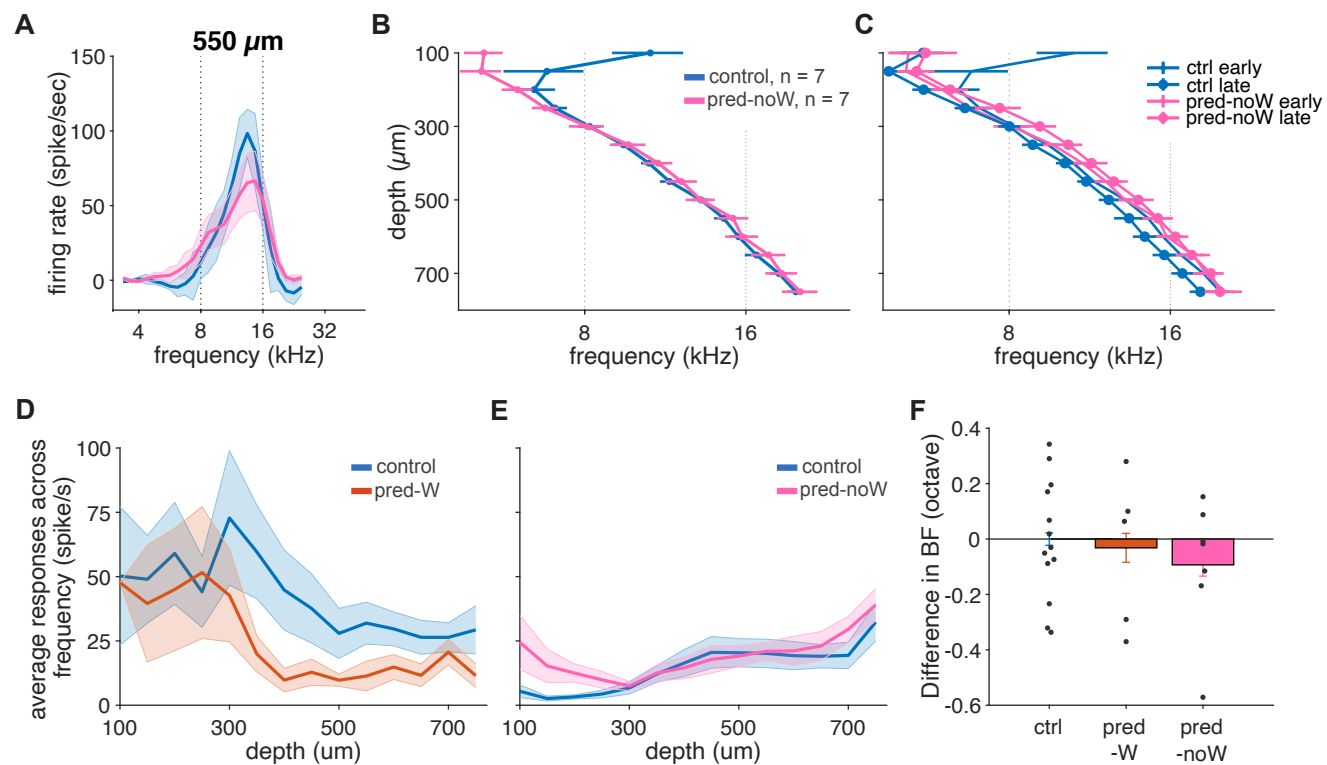 A
550 µm
150
100
50
0
firing rate (spike/sec)
4
8
16
32
frequency (kHz)
B
100
300
500
700
depth (µm)
control, n = 7
pred-noW, n = 7
8
16
frequency (kHz)
C
ctrl early
ctrl late
pred-noW early
pred-noW late
8
16
frequency (kHz)
D
100
75
50
25
0
average responses across
frequency (spike/s)
control
pred-W
100
300
500
700
depth (um)
E
control
pred-noW
100
300
500
700
depth (um)
F
0.4
0.2
0
-0.2
-0.4
-0.6
Difference in BF (octave)
ctrl
pred
-W
pred
-noW